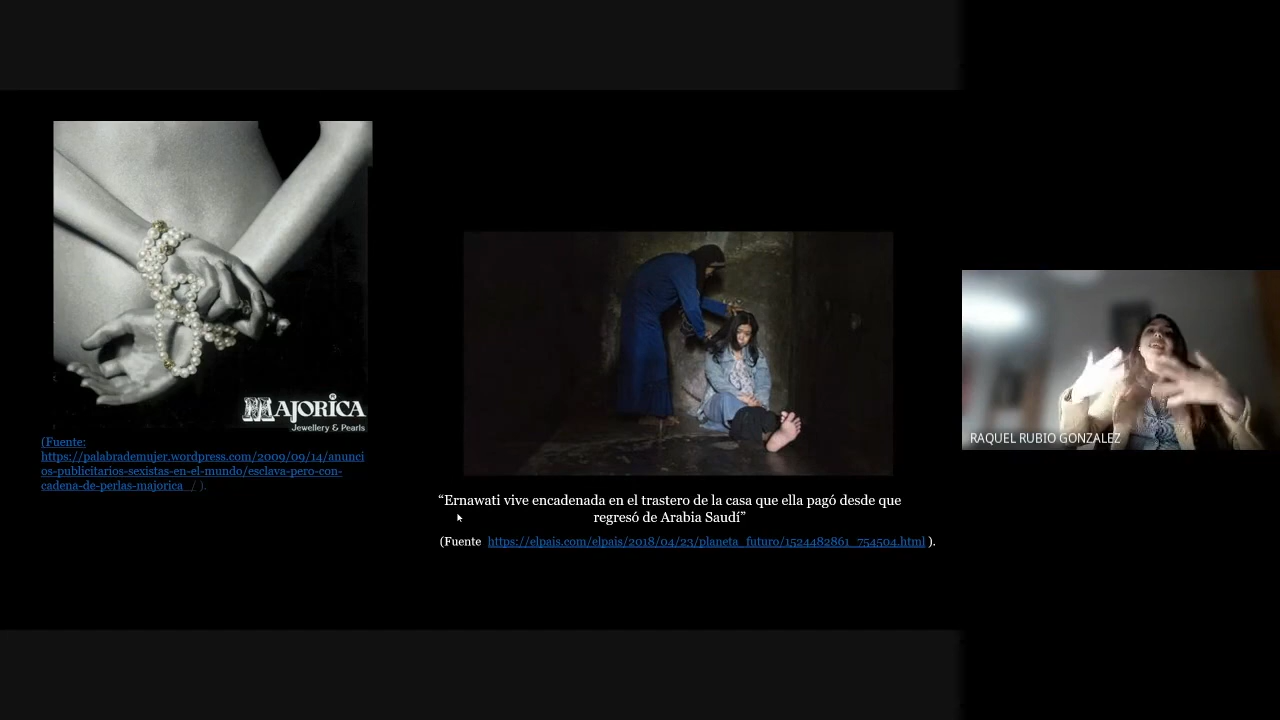 MAJORICA
Jewellery & Pearls
(Fuente:
https://palabrademujer.wordpress.com/2009/09/14/anunci
os-publicitarios-sexistas-en-el-mundo/esclava-pero-con-
cadena-de-perlas-majorica / ).
“Ernawati vive encadenada en el trastero de la casa que ella pagó desde que
regresó de Arabia Saudí”
(Fuente https://elpais.com/elpais/2018/04/23/planeta_futuro/1524482861_754504.html ).
RAQUEL RUBIO GONZALEZ